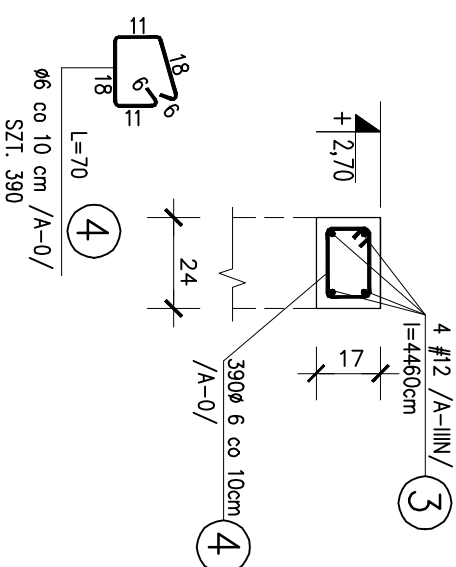 4 #12 /A-IIIN/
l=4460cm
3
17
+ 2,70
24
390ø 6 co 10cm
/A-0/
4
11
18
6
6
18
11
L=70
4
ø6 co 10 cm /A-0/
SZT. 390